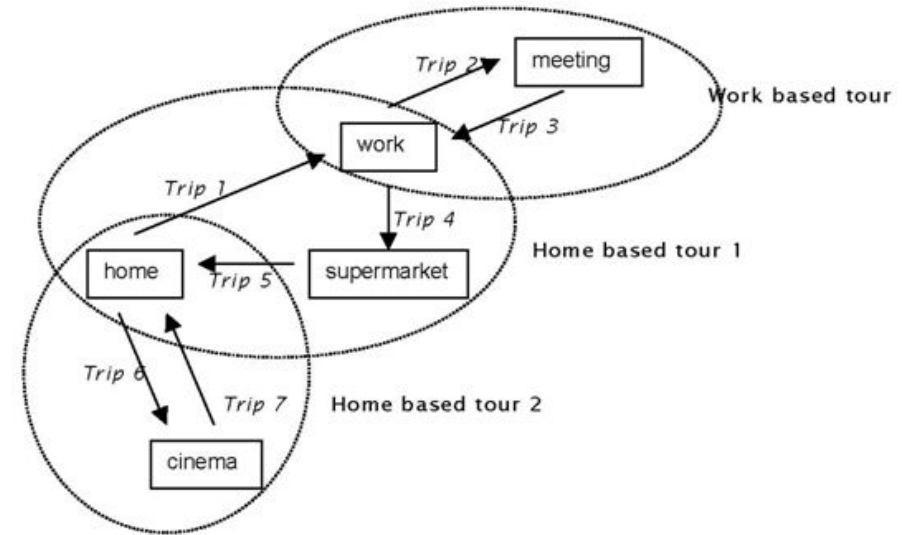 Trip 2
meeting
Work based tour
Trip 3
work
Trip 1
Trip 4
Home based tour 1
home
Trip 5
supermarket
Trip 6
Trip 7
Home based tour 2
cinema